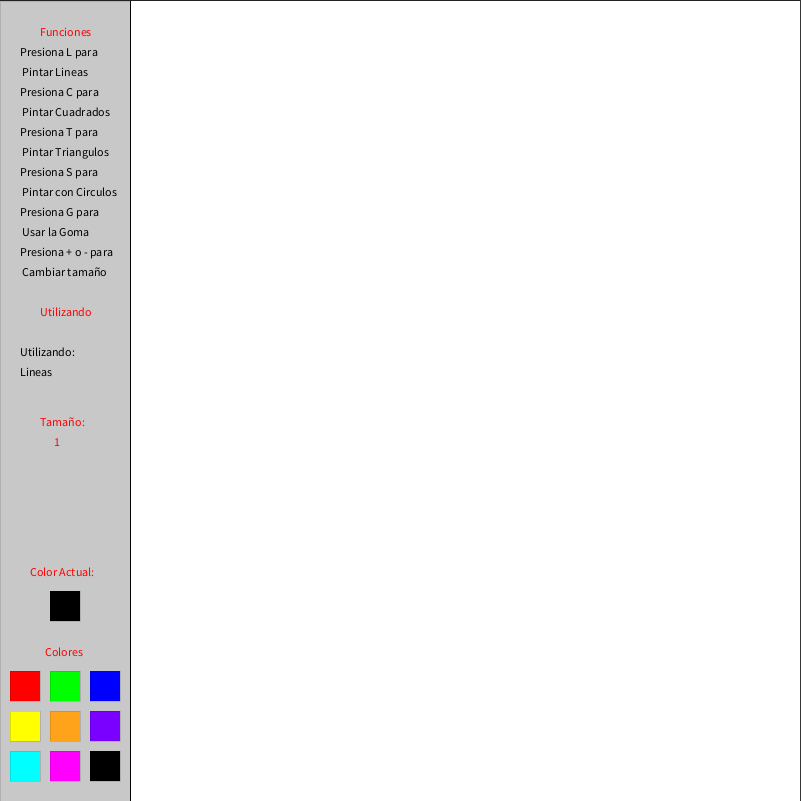 Funciones
Presiona L para
Pintar Lineas
Presiona C para
Pintar Cuadrados
Presiona T para
Pintar Triangulos
Presiona S para
Pintar con Circulos
Presiona G para
Usar la Goma
Presiona + o - para
Cambiar tamaño
Utilizando
Utilizando:
Lineas
Tamaño:
1
Color Actual:
Colores